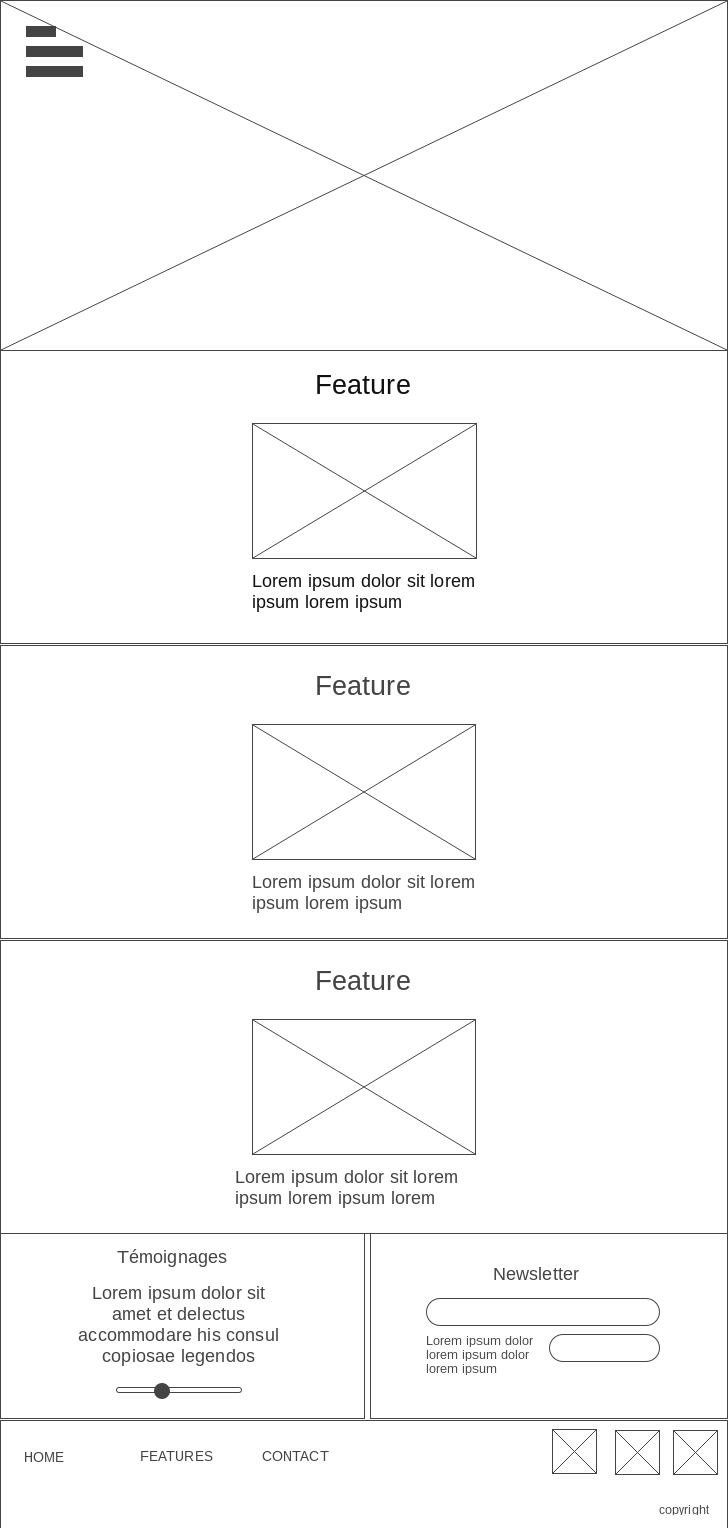 Feature
Lorem ipsum dolor sit lorem
ipsum lorem ipsum
Feature
Lorem ipsum dolor sit lorem
ipsum lorem ipsum
Feature
Lorem ipsum dolor sit lorem
ipsum lorem ipsum lorem
Témoignages
Lorem ipsum dolor sit
amet et delectus
accommodare his consul
copiosae legendos
Newsletter
Lorem ipsum dolor
lorem ipsum dolor
lorem ipsum
HOME FEATURES CONTACT
copyright